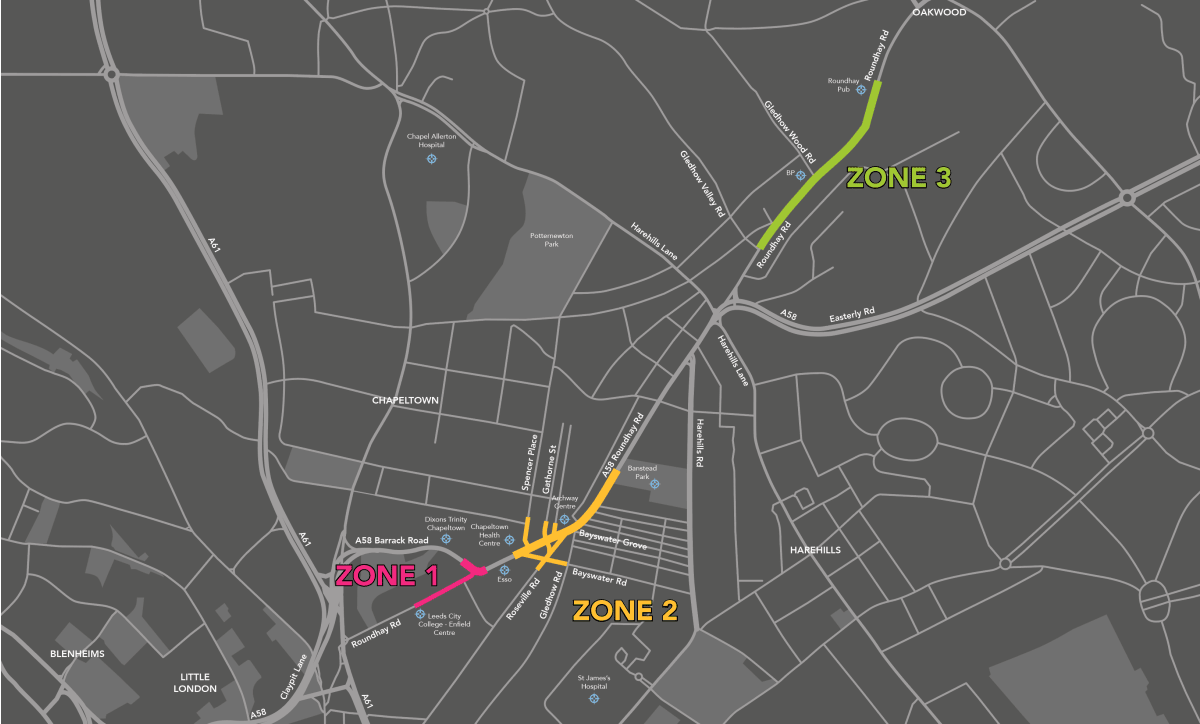 OAKWOOD
Roundhay Rd
Roundhay
Pub
Gledhow Wood Rd
Chapel Allerton
Hospital
Gledhow Valley Rd
BP
ZONE 3
A61
Potternewton
Park
Harehills Lane
Roundhay Rd
A58
Easterly Rd
Harehills Lane
CHAPELTOWN
Spencer Place
Gathorne St
A58 Roundhay Rd
Harehills Rd
Banstead
Park
Archway
Centre
Dixons Trinity
Chapeltown
Chapeltown
Health
Centre
A61
A58 Barrack Road
Bayswater Grove
HAREHILLS
ZONE 1
Esso
Bayswater Rd
Roseville Rd
Gledhow Rd
ZONE 2
Leeds City
College - Enfield
Centre
Roundhay Rd
BLENHEIMS
LITTLE
LONDON
Claypit Lane
St James's
Hospital
A61
A58